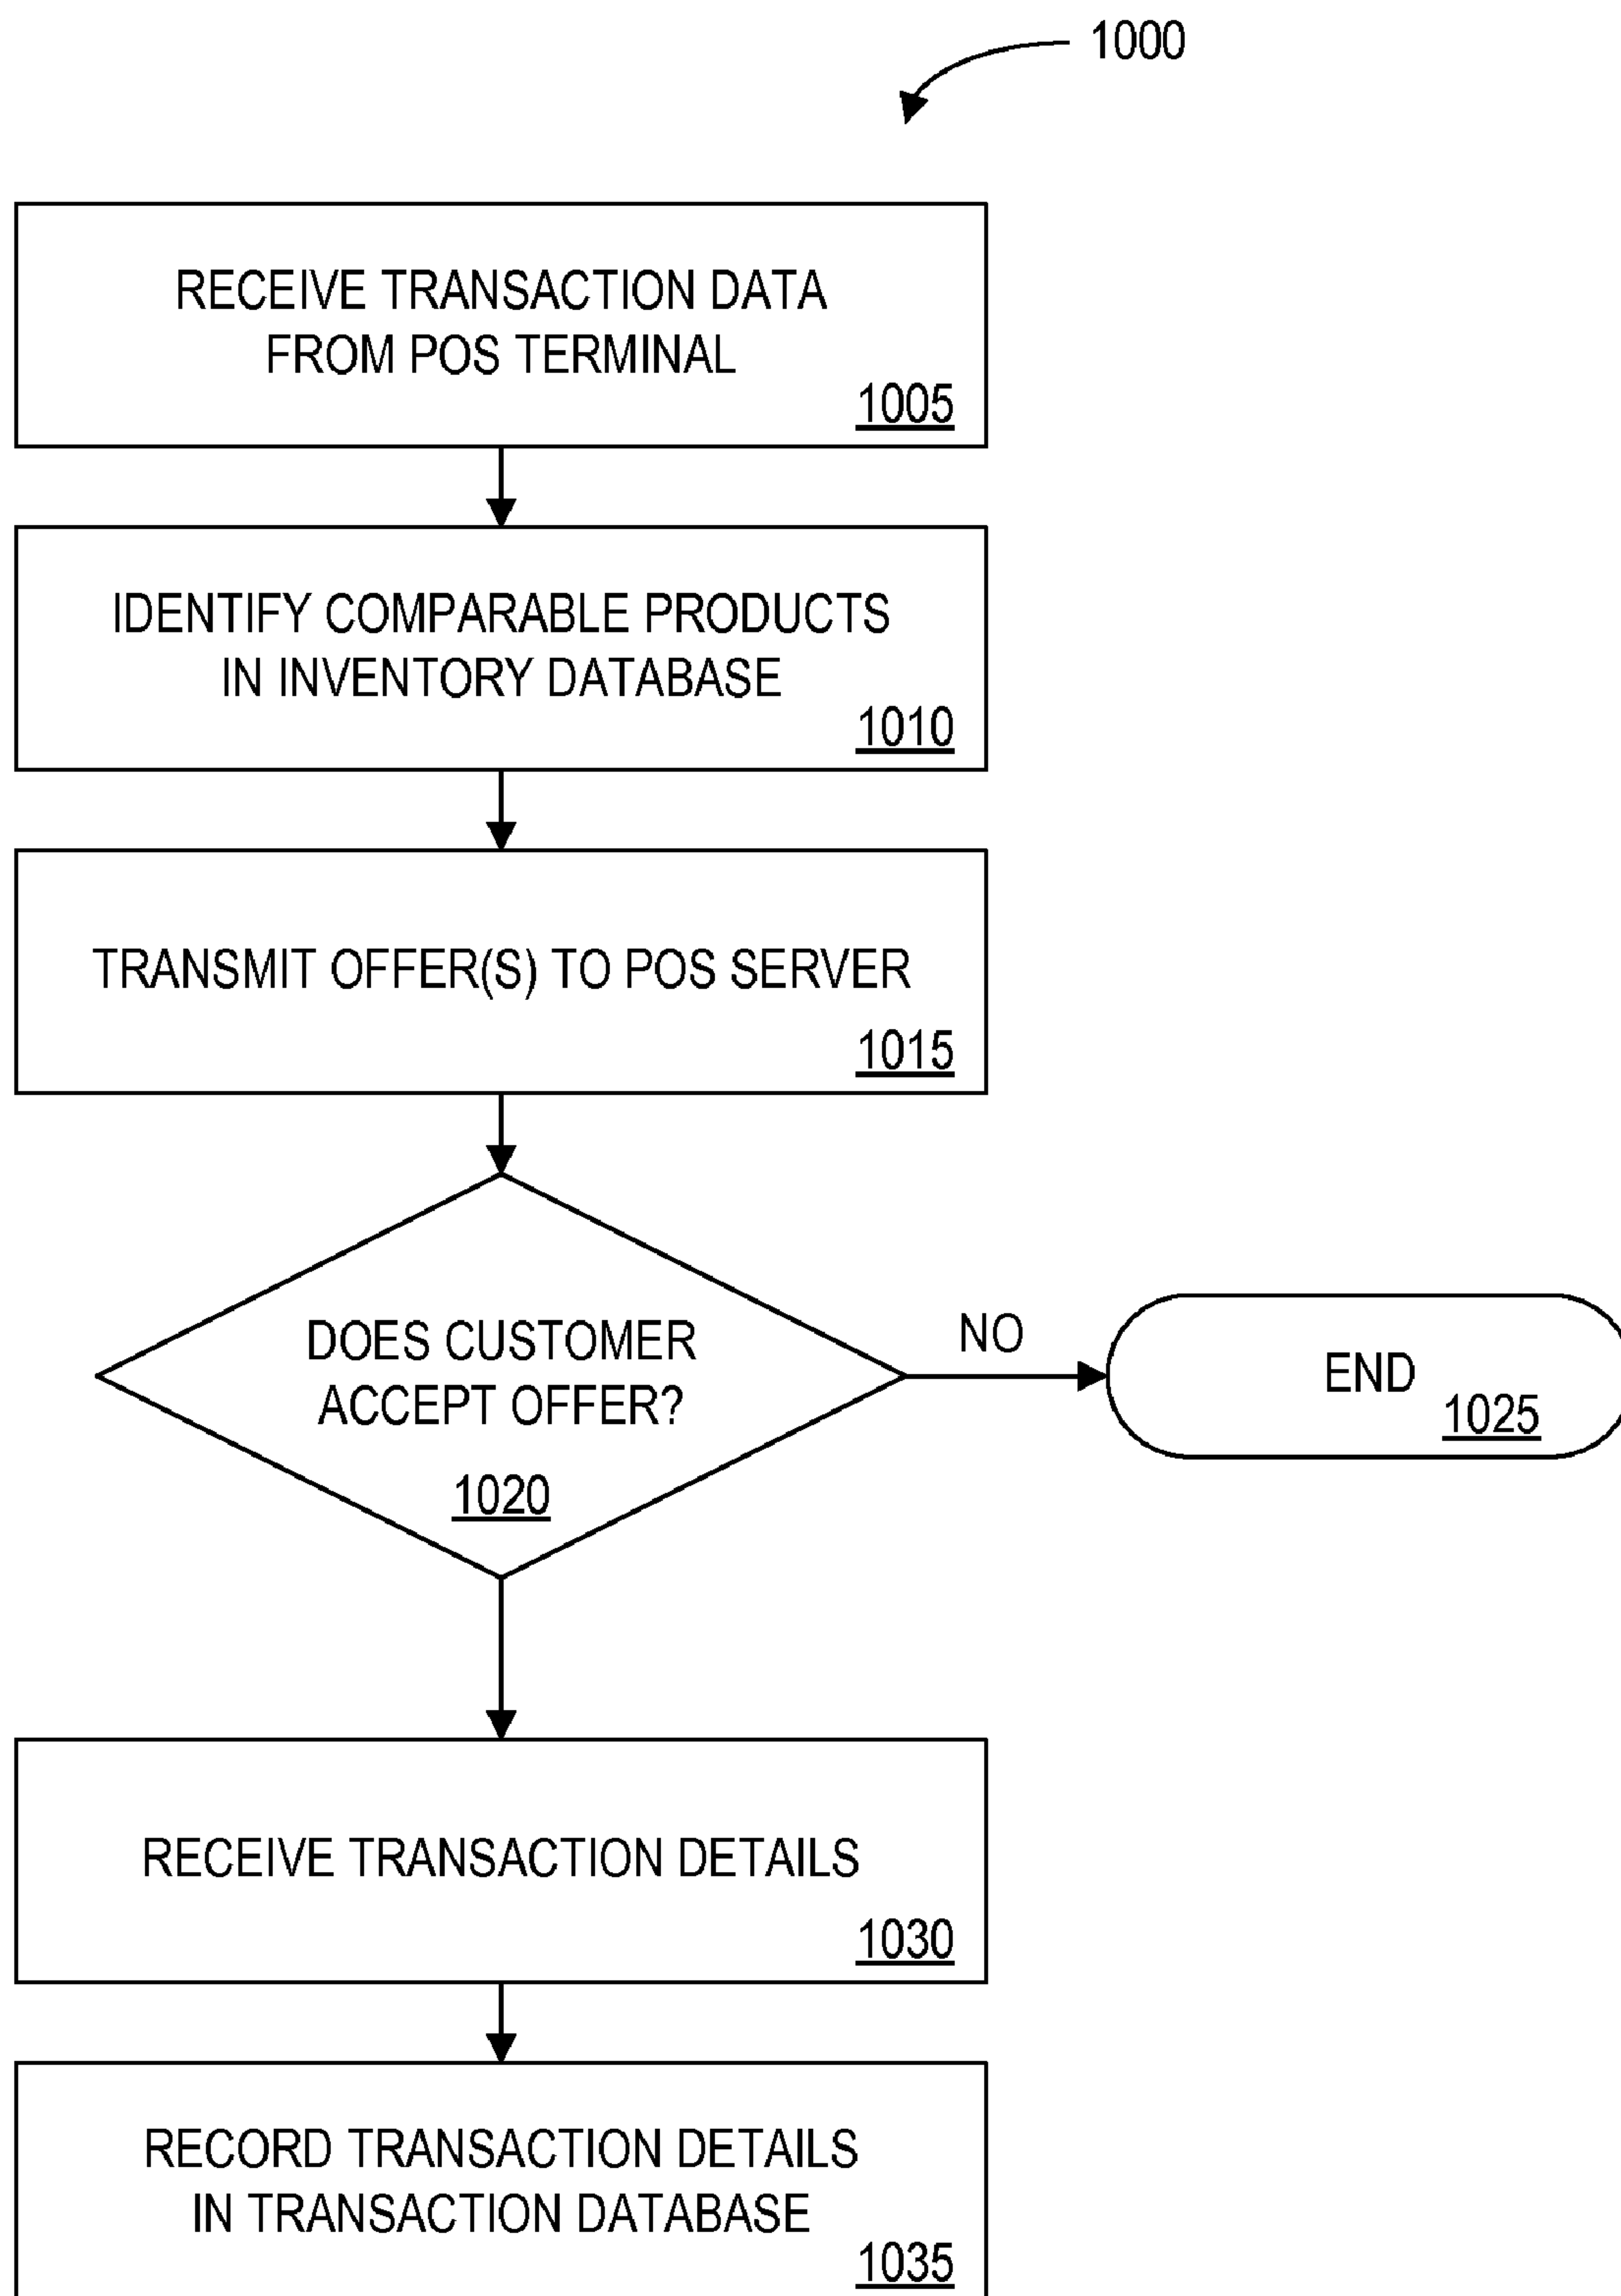 1000
RECEIVE TRANSACTION DATA
FROM POS TERMINAL
1005
IDENTIFY COMPARABLE PRODUCTS
IN INVENTORY DATABASE
1010
TRANSMIT OFFER(S) TO POS SERVER
1015
DOES CUSTOMER
ACCEPT OFFER?
1020
NO
END
1025
RECEIVE TRANSACTION DETAILS
1030
RECORD TRANSACTION DETAILS
IN TRANSACTION DATABASE
1035